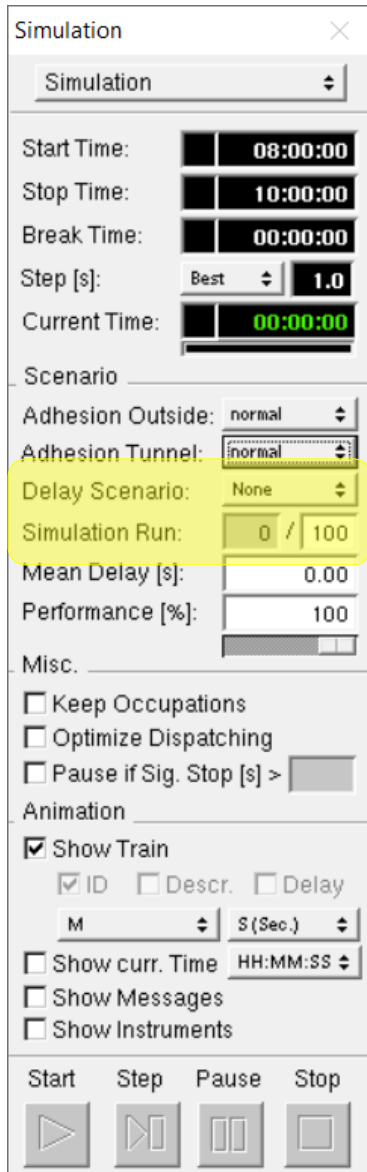 Simulation
Simulation
Start Time: 08:00:00
Stop Time: 10:00:00
Break Time: 00:00:00
Step [s]: Best 1.0
Current Time: 00:00:00
Scenario
Adhesion Outside: normal
Adhesion Tunnel: normal
Delay Scenario: None
Simulation Run: 0 / 100
Mean Delay [s]: 0.00
Performance [%]: 100
Misc.
Keep Occupations
Optimize Dispatching
Pause if Sig. Stop [s] >
Animation
Show Train
ID Descr. Delay
M S(Sec.)
Show curr. Time HH:MM:SS
Show Messages
Show Instruments
Start Step Pause Stop